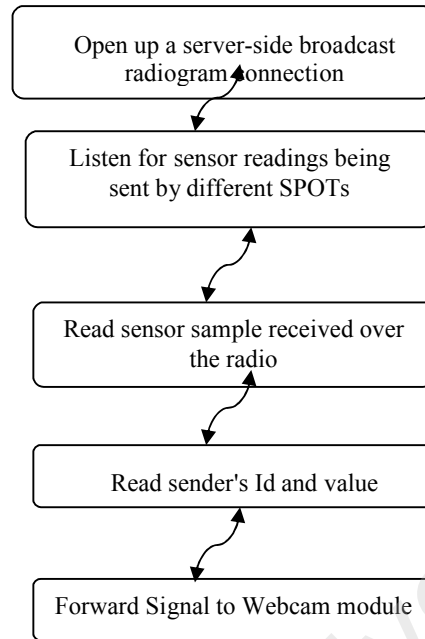 Open up a server-side broadcast
radiogram connection
Listen for sensor readings being
sent by different SPOTs
Read sensor sample received over
the radio
Read sender's Id and value
Forward Signal to Webcam module